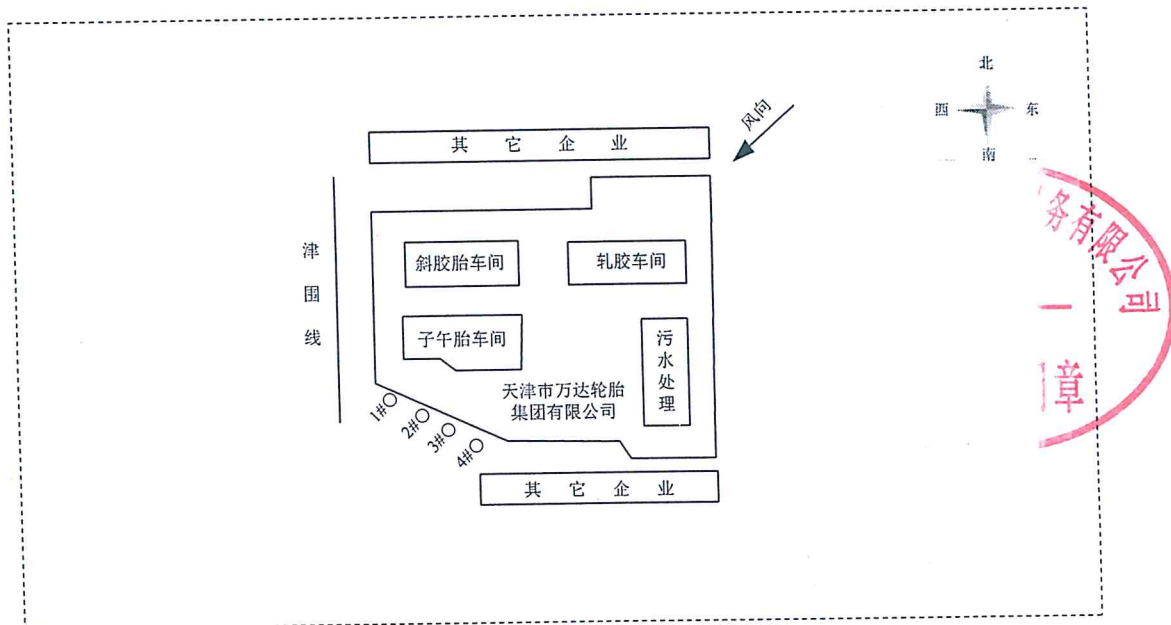 北
西 东
南
风向
其它企业
津围线
斜胶胎车间
轧胶车间
子午胎车间
污水处理
天津市万达轮胎
集团有限公司
1#
2#
3#
4#
其它企业
务有限公司
章